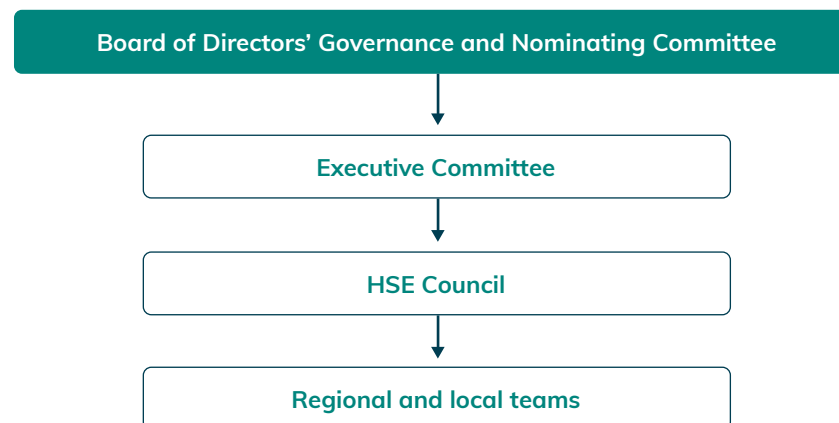 Board of Directors’ Governance and Nominating Committee
Executive Committee
HSE Council
Regional and local teams